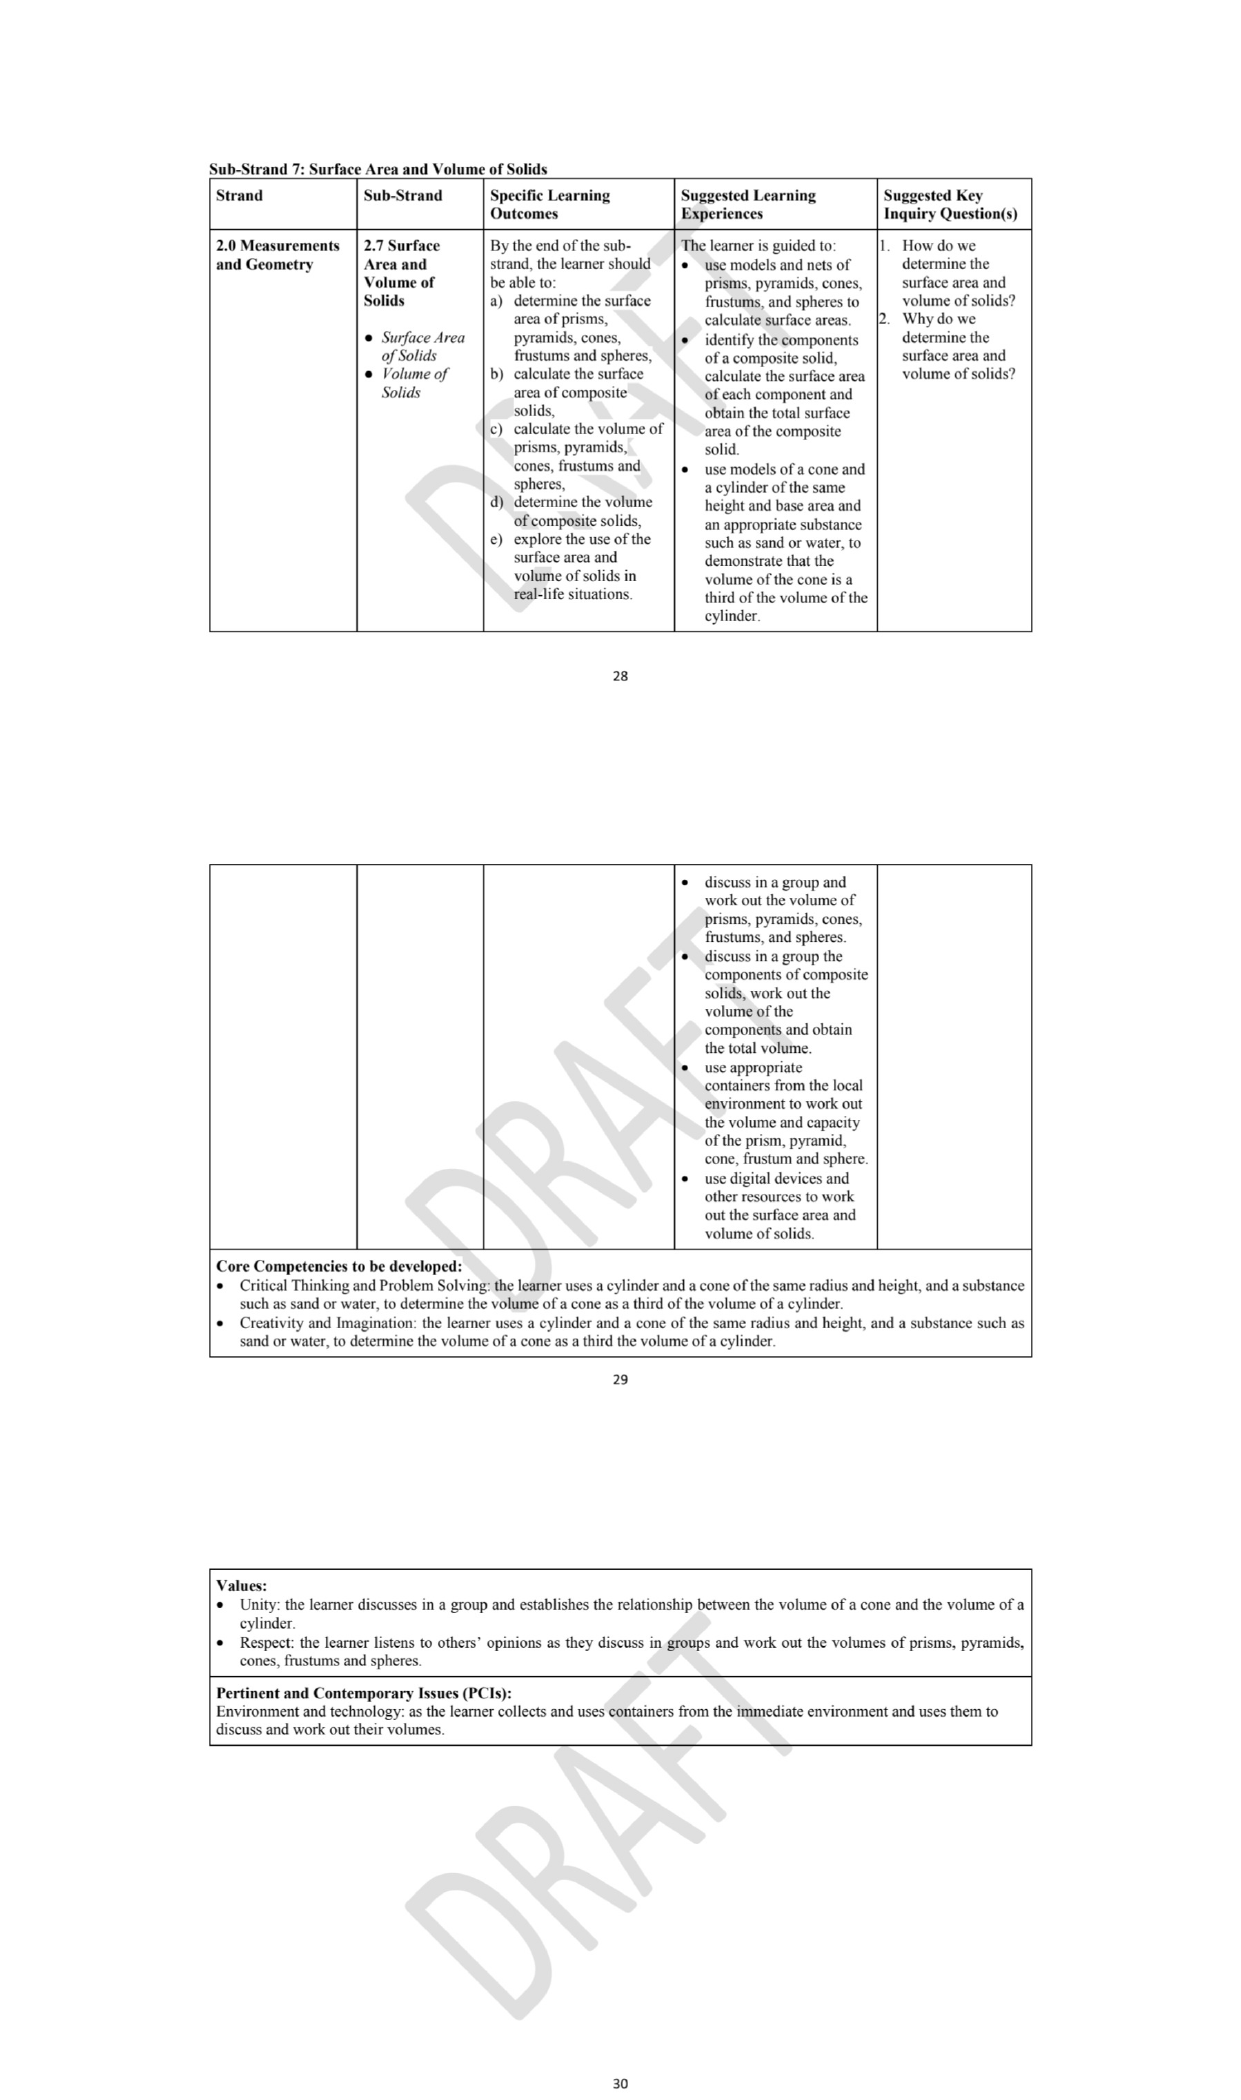 Sub-Strand 7: Surface Area and Volume of Solids
Strand
Sub-Strand
Specific Learning
Outcomes
Suggested Learning
Experiences
Suggested Key
Inquiry Question(s)
2.0 Measurements
and Geometry
2.7 Surface
Area and
Volume of
Solids
● Surface Area
of Solids
● Volume of
Solids
By the end of the sub-
strand, the learner should
be able to:
a) determine the surface
area of prisms,
pyramids, cones,
frustums and spheres,
b) calculate the surface
area of composite
solids,
c) calculate the volume of
prisms, pyramids,
cones, frustums and
spheres,
d) determine the volume
of composite solids,
e) explore the use of the
surface area and
volume of solids in
real-life situations.
The learner is guided to:
● use models and nets of
prisms, pyramids, cones,
frustums, and spheres to
calculate surface areas.
● identify the components
of a composite solid,
calculate the surface area
of each component and
obtain the total surface
area of the composite
solid.
● use models of a cone and
a cylinder of the same
height and base area and
an appropriate substance
such as sand or water, to
demonstrate that the
volume of the cone is a
third of the volume of the
cylinder.
1. How do we
determine the
surface area and
volume of solids?
2. Why do we
determine the
surface area and
volume of solids?
DRAFT
28
● discuss in a group and
work out the volume of
prisms, pyramids, cones,
frustums, and spheres.
● discuss in a group the
components of composite
solids, work out the
volume of the
components and obtain
the total volume.
● use appropriate
containers from the local
environment to work out
the volume and capacity
of the prism, pyramid,
cone, frustum and sphere.
● use digital devices and
other resources to work
out the surface area and
volume of solids.
Core Competencies to be developed:
● Critical Thinking and Problem Solving: the learner uses a cylinder and a cone of the same radius and height, and a substance
such as sand or water, to determine the volume of a cone as a third of the volume of a cylinder.
● Creativity and Imagination: the learner uses a cylinder and a cone of the same radius and height, and a substance such as
sand or water, to determine the volume of a cone as a third the volume of a cylinder.
DRAFT
29
Values:
● Unity: the learner discusses in a group and establishes the relationship between the volume of a cone and the volume of a
cylinder.
● Respect: the learner listens to others’ opinions as they discuss in groups and work out the volumes of prisms, pyramids,
cones, frustums and spheres.
Pertinent and Contemporary Issues (PCIs):
Environment and technology: as the learner collects and uses containers from the immediate environment and uses them to
discuss and work out their volumes.
DRAFT
30